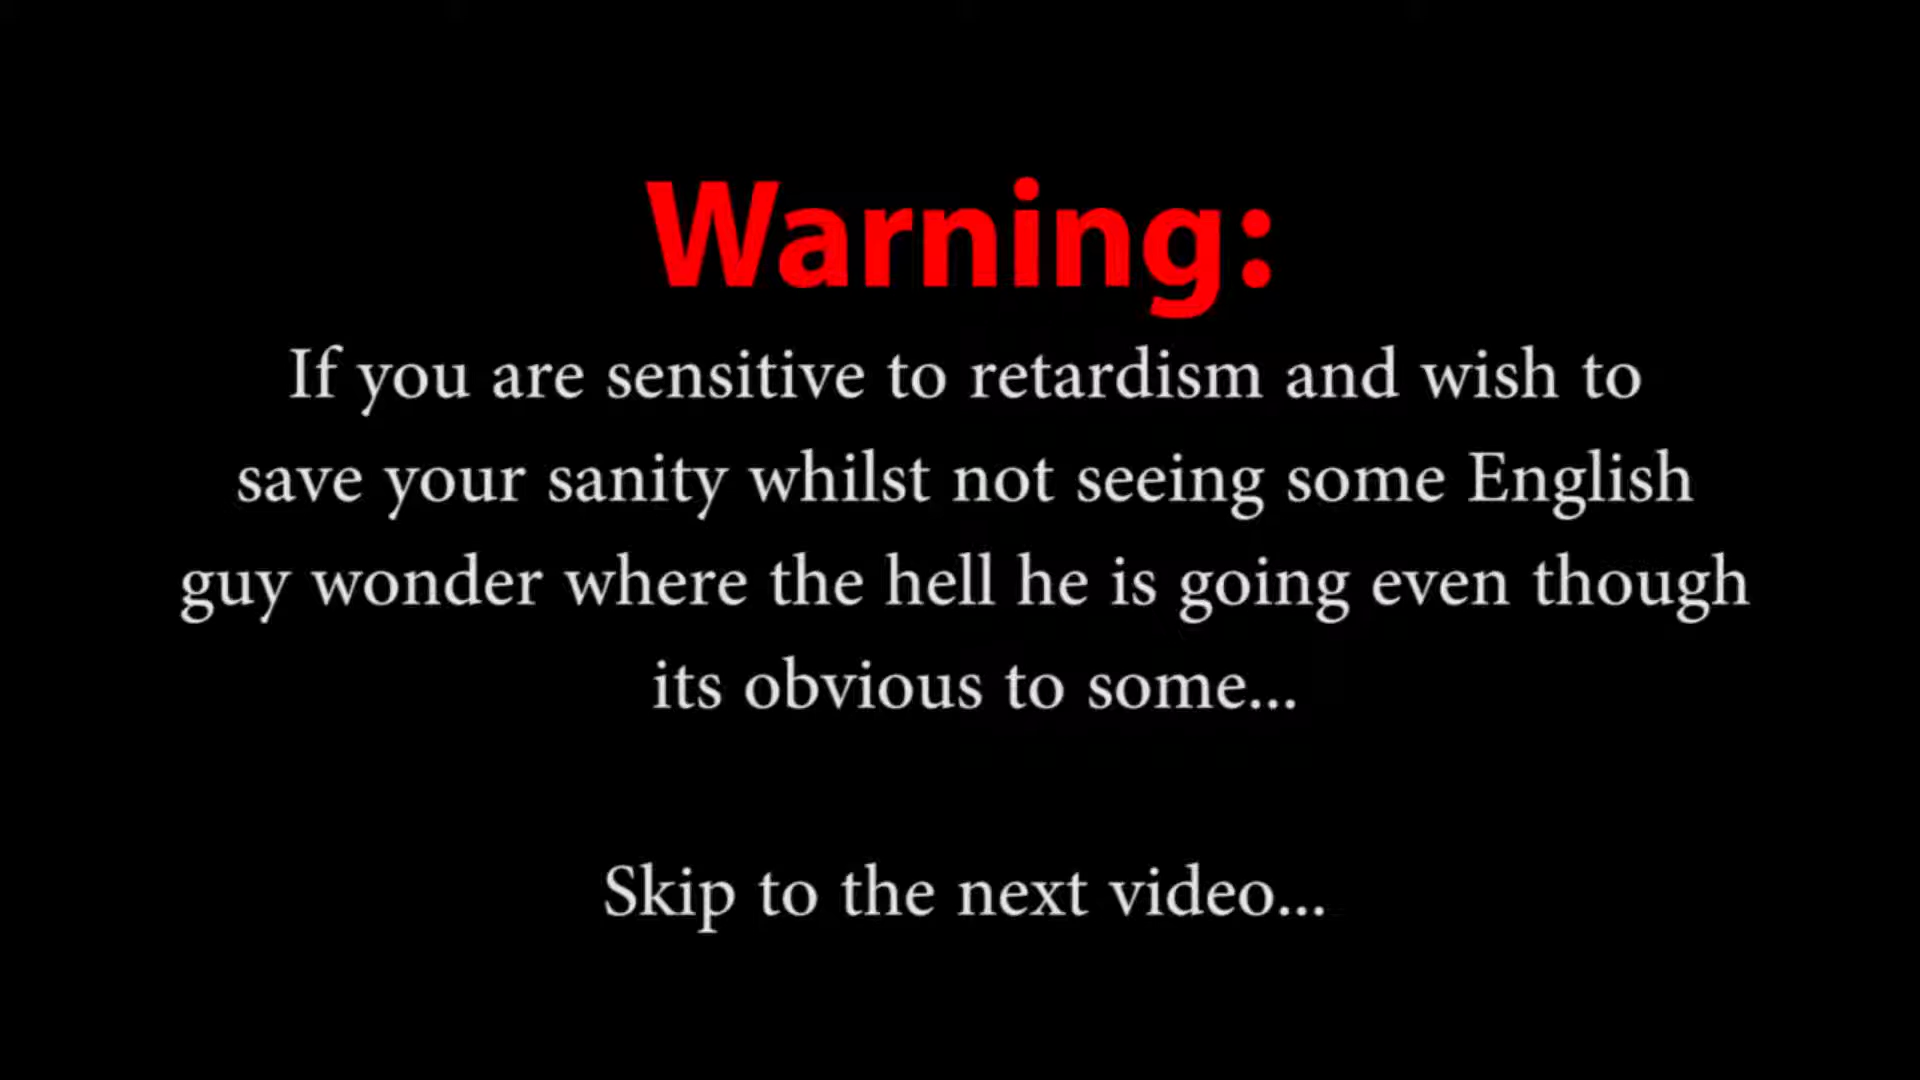 Warning:
If you are sensitive to retardism and wish to
save your sanity whilst not seeing some English
guy wonder where the hell he is going even though
its obvious to some...
Skip to the next video...